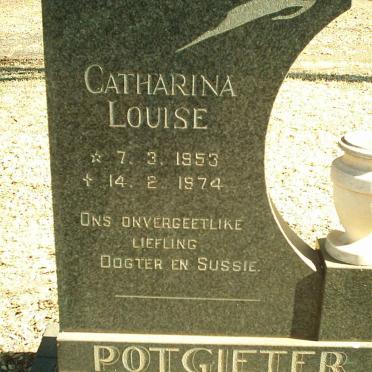 CATHARINA
LOUISE
☆ 7. 3. 1953
✝ 14. 2. 1974
ONS ONVERGEETLIKE
LIEFLING
DOGTER EN SUSSIE.
POTGIETER